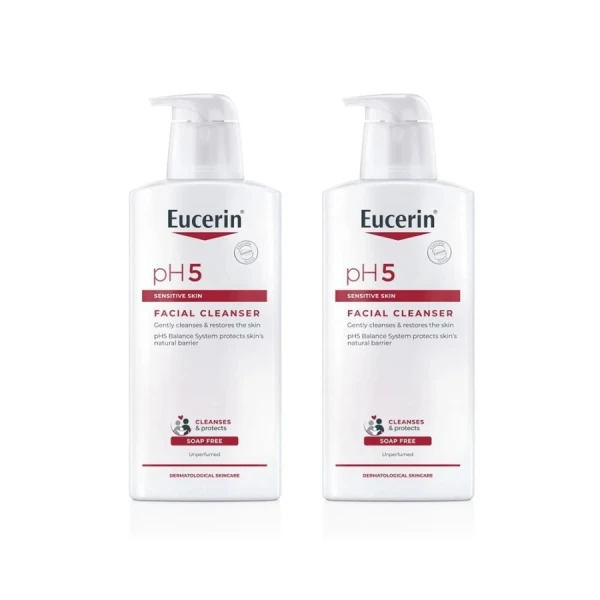 Eucerin®
pH5
SENSITIVE SKIN
FACIAL CLEANSER
Gently cleanses & restores the skin
pH5 Balance System protects skin's
natural barrier
CLEANSES
& protects
SOAP FREE
Unperfumed
DERMATOLOGICAL SKINCARE
Eucerin®
pH5
SENSITIVE SKIN
FACIAL CLEANSER
Gently cleanses & restores the skin
pH5 Balance System protects skin's
natural barrier
CLEANSES
& protects
SOAP FREE
Unperfumed
DERMATOLOGICAL SKINCARE